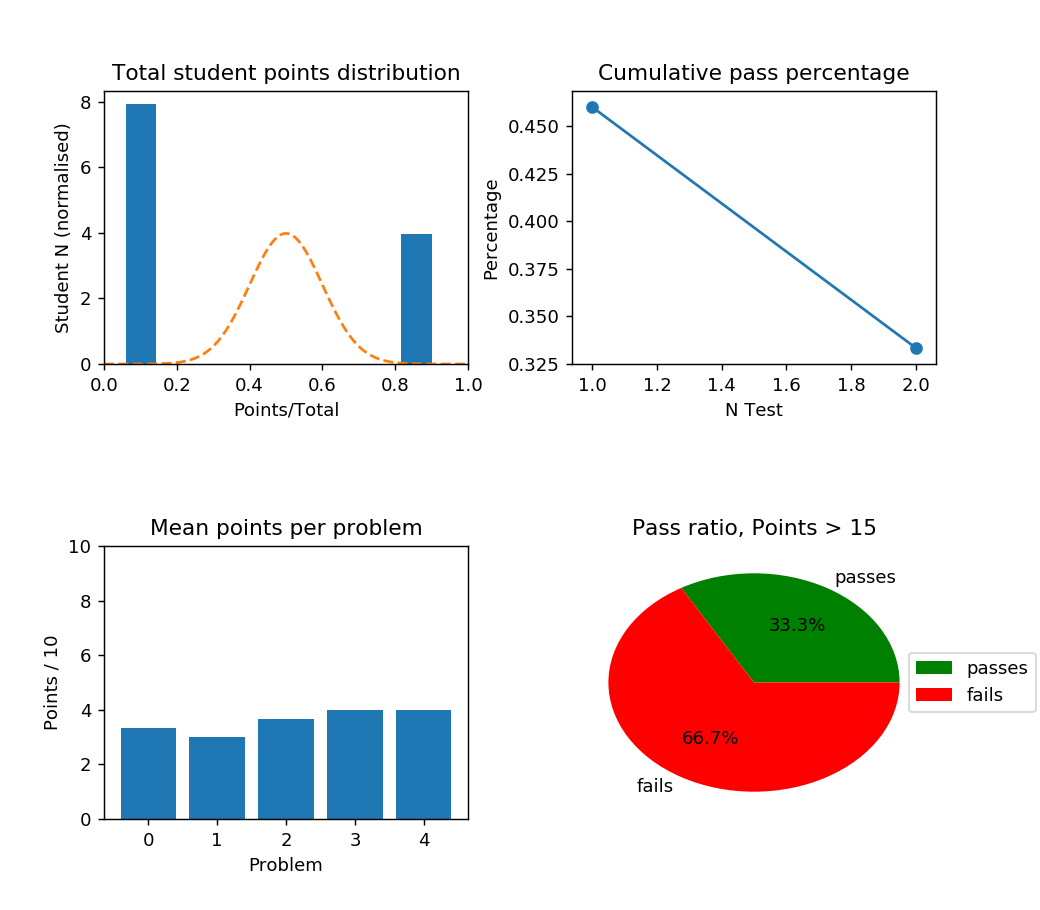 Total student points distribution
Student N (normalised)
8
6
4
2
0
0.0 0.2 0.4 0.6 0.8 1.0
Points/Total
Cumulative pass percentage
Percentage
0.450
0.425
0.400
0.375
0.350
0.325
1.0 1.2 1.4 1.6 1.8 2.0
N Test
Mean points per problem
Points / 10
10
8
6
4
2
0
0 1 2 3 4
Problem
Pass ratio, Points > 15
passes
33.3%
66.7%
fails
passes
fails